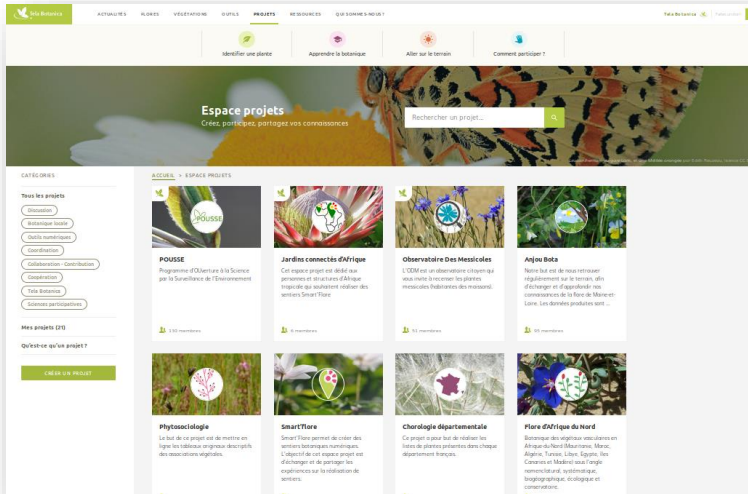 Tela Botanica
ACTUALITÉS FLORES VÉGÉTATIONS OUTILS PROJETS RESSOURCES QUI SOMMES-NOUS ?
Tela Botanica
Identifier une plante
Apprendre la botanique
Aller sur le terrain
Comment participer ?
Espace projets
Créez, participez, partagez vos connaissances
Rechercher un projet...
CATÉGORIES
Tous les projets
Discussion
Botanique locale
Outils numériques
Coordination
Collaboration - Contribution
Coopération
Tela Botanica
Sciences participatives
Mes projets (21)
Qu'est-ce qu'un projet ?
CRÉER UN PROJET
ACCUEIL > ESPACE PROJETS
POUSSE
POUSSE
Programme d'OUverture à la Science
par la Surveillance de l'Environnement
membres
Jardins connectés d'Afrique
Cet espace projet est dédié aux
personnes et structures d'Afrique
tropicale qui souhaitent réaliser des
sentiers Smart'Flore
membres
Observatoire Des Messicoles
L'ODM est un observatoire citoyen qui
vous invite à recenser les plantes
messicoles (habitantes des moissons).
membres
Anjou Bota
Notre but est de nous retrouver
régulièrement sur le terrain, afin
d'échanger et d'approfondir nos
connaissances de la flore de Maine-et-
Loire. Les données produites sont ...
membres
Phytosociologie
Le but de ce projet est de mettre en
ligne les tableaux originaux descriptifs
des associations végétales.
Smart'flore
Smart'Flore permet de créer des
sentiers botaniques numériques.
L'objectif de cet espace projet est
d'échanger et de partager les
expériences sur la réalisation de
sentiers.
Chorologie départementale
Ce projet a pour but de réaliser les
listes de plantes présentes dans chaque
département français.
Flore d'Afrique du Nord
Botanique des végétaux vasculaires en
Afrique du Nord (Mauritanie, Maroc,
Algérie, Tunisie, Libye, Egypte, îles
Canaries et Madère) sous l'angle
nomenclatural, systématique,
biogéographique, écologique et
conservatoire.